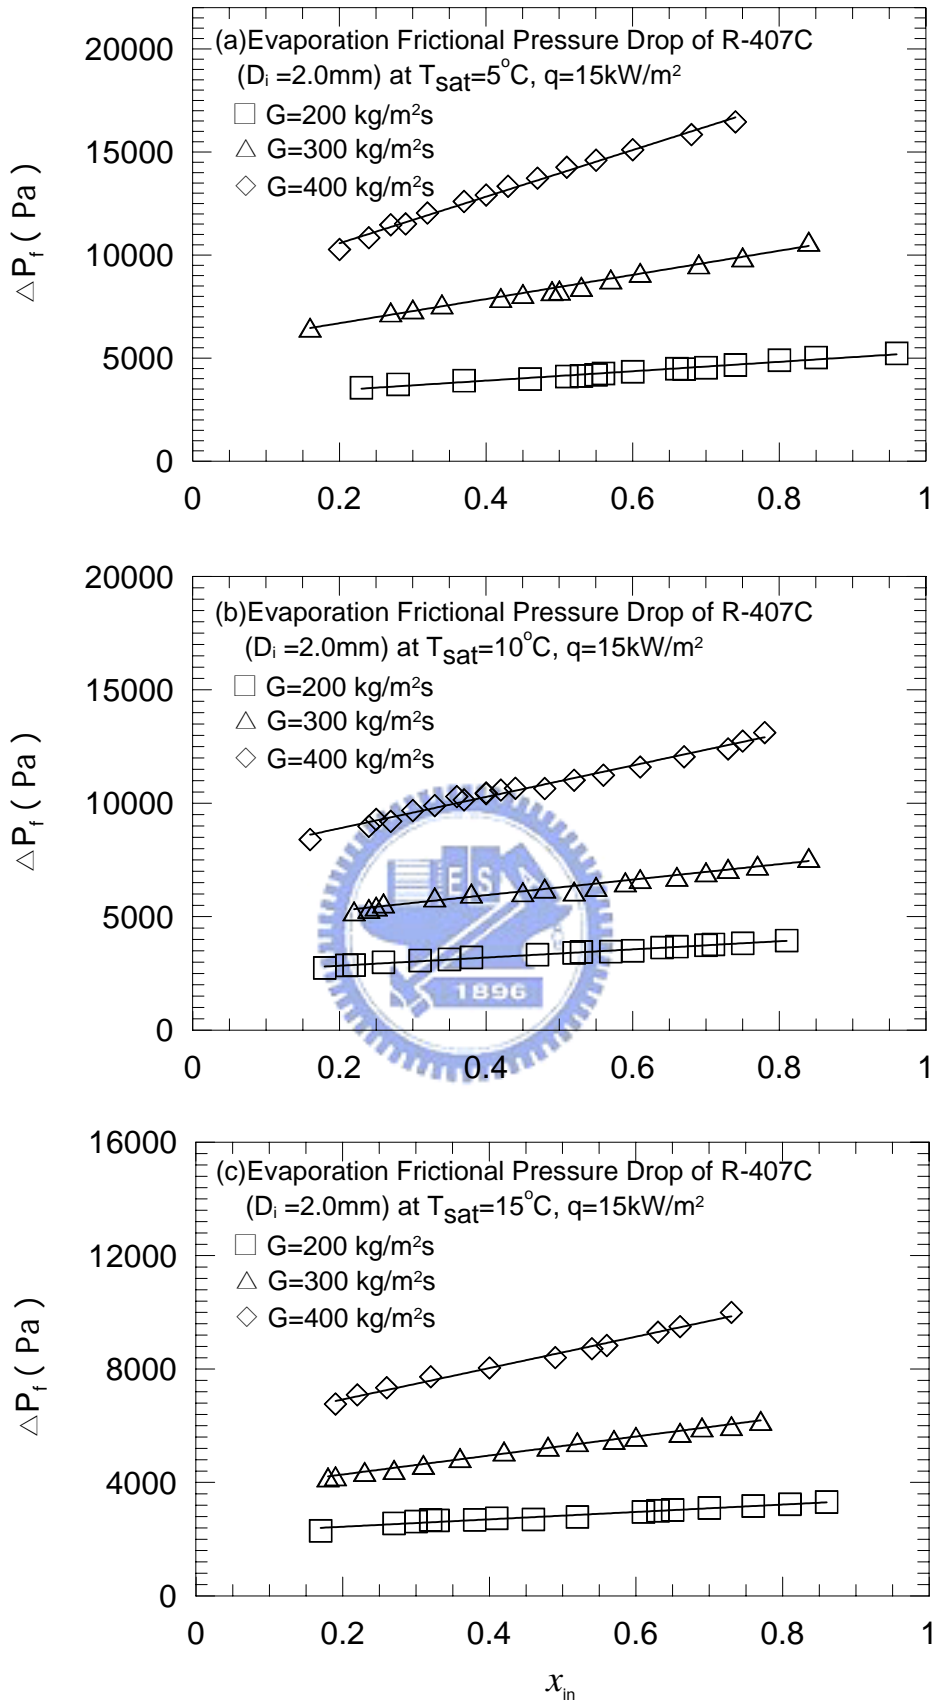 20000
(a)Evaporation Frictional Pressure Drop of R-407C
(Di =2.0mm) at Tsat=5°C, q=15kW/m²
G=200 kg/m²s
G=300 kg/m²s
G=400 kg/m²s
15000
10000
5000
0
△Pf ( Pa )
0 0.2 0.4 0.6 0.8 1
20000
(b)Evaporation Frictional Pressure Drop of R-407C
(Di =2.0mm) at Tsat=10°C, q=15kW/m²
G=200 kg/m²s
G=300 kg/m²s
G=400 kg/m²s
15000
10000
5000
0
△Pf ( Pa )
E S
1896
0 0.2 0.4 0.6 0.8 1
16000
(c)Evaporation Frictional Pressure Drop of R-407C
(Di =2.0mm) at Tsat=15°C, q=15kW/m²
G=200 kg/m²s
G=300 kg/m²s
G=400 kg/m²s
12000
8000
4000
0
△Pf ( Pa )
0 0.2 0.4 0.6 0.8 1
xin